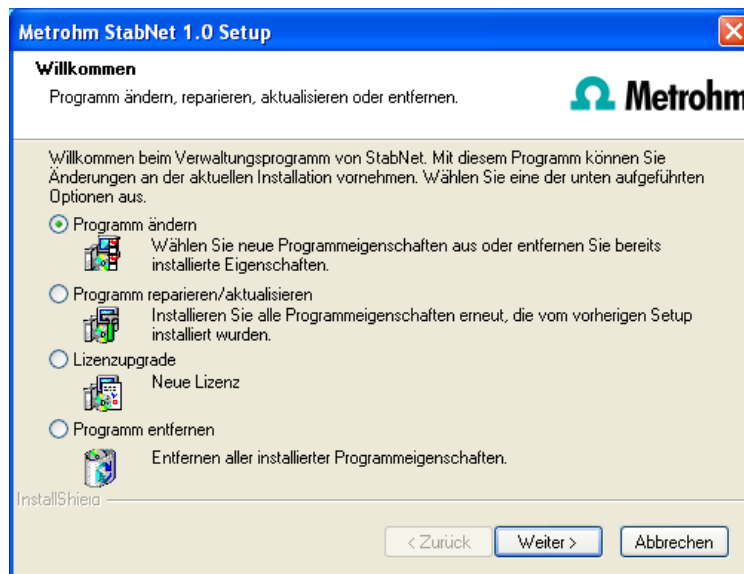 Metrohm StabNet 1.0 Setup
Willkommen
Programm ändern, reparieren, aktualisieren oder entfernen.
Metrohm
Willkommen beim Verwaltungsprogramm von StabNet. Mit diesem Programm können Sie
Änderungen an der aktuellen Installation vornehmen. Wählen Sie eine der unten aufgeführten
Optionen aus.
Programm ändern
Wählen Sie neue Programmeigenschaften aus oder entfernen Sie bereits
installierte Eigenschaften.
Programm reparieren/aktualisieren
Installieren Sie alle Programmeigenschaften erneut, die vom vorherigen Setup
installiert wurden.
Lizenzupgrade
Neue Lizenz
Programm entfernen
Entfernen aller installierter Programmeigenschaften.
InstallShield
< Zurück
Weiter >
Abbrechen